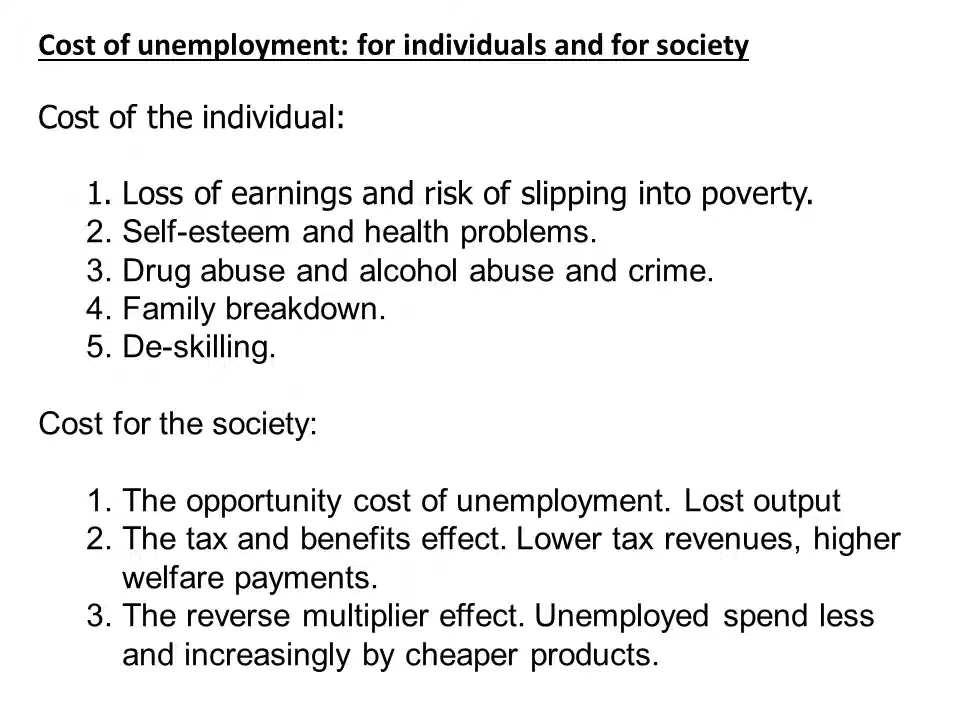 Cost of unemployment: for individuals and for society
Cost of the individual:
1. Loss of earnings and risk of slipping into poverty.
2. Self-esteem and health problems.
3. Drug abuse and alcohol abuse and crime.
4. Family breakdown.
5. De-skilling.
Cost for the society:
1. The opportunity cost of unemployment. Lost output
2. The tax and benefits effect. Lower tax revenues, higher
welfare payments.
3. The reverse multiplier effect. Unemployed spend less
and increasingly by cheaper products.